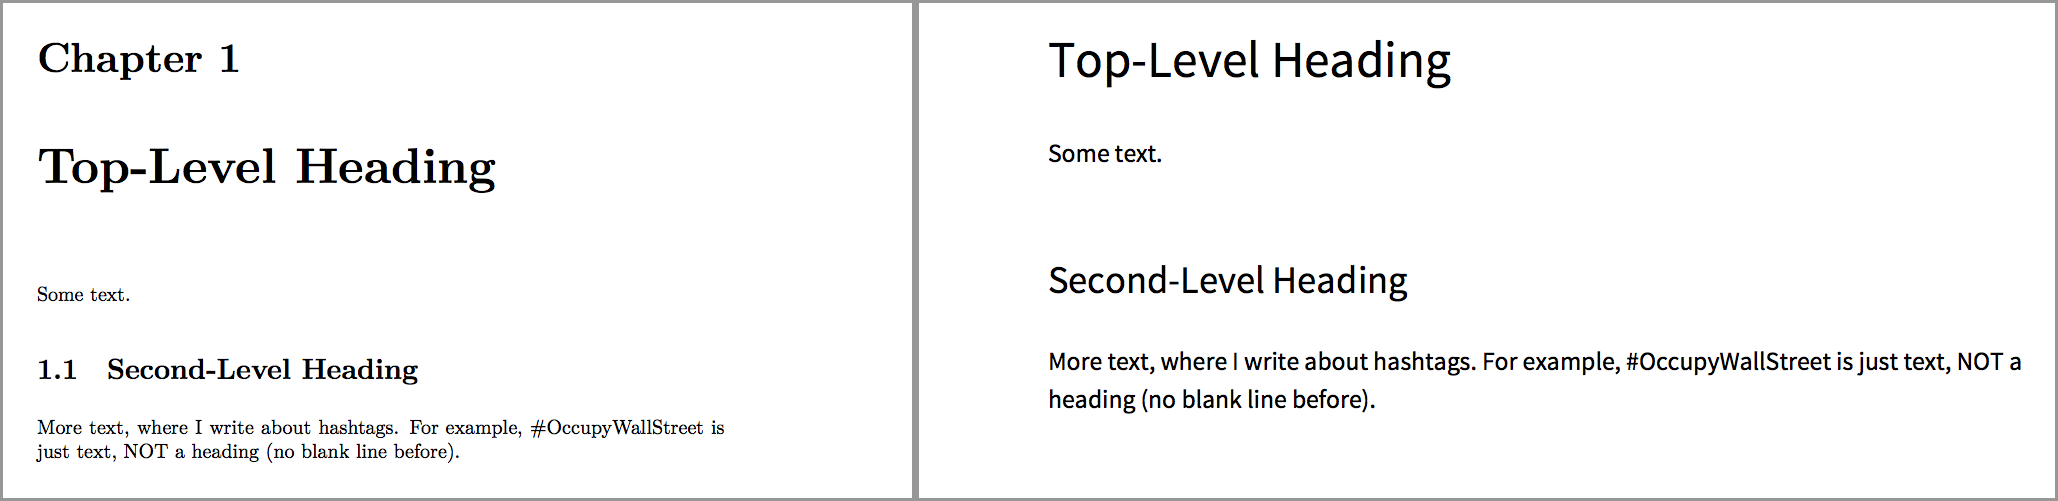 Chapter 1
Top-Level Heading
Some text.
1.1 Second-Level Heading
More text, where I write about hashtags. For example, #OccupyWallStreet is
just text, NOT a heading (no blank line before).
Top-Level Heading
Some text.
Second-Level Heading
More text, where I write about hashtags. For example, #OccupyWallStreet is just text, NOT a
heading (no blank line before).